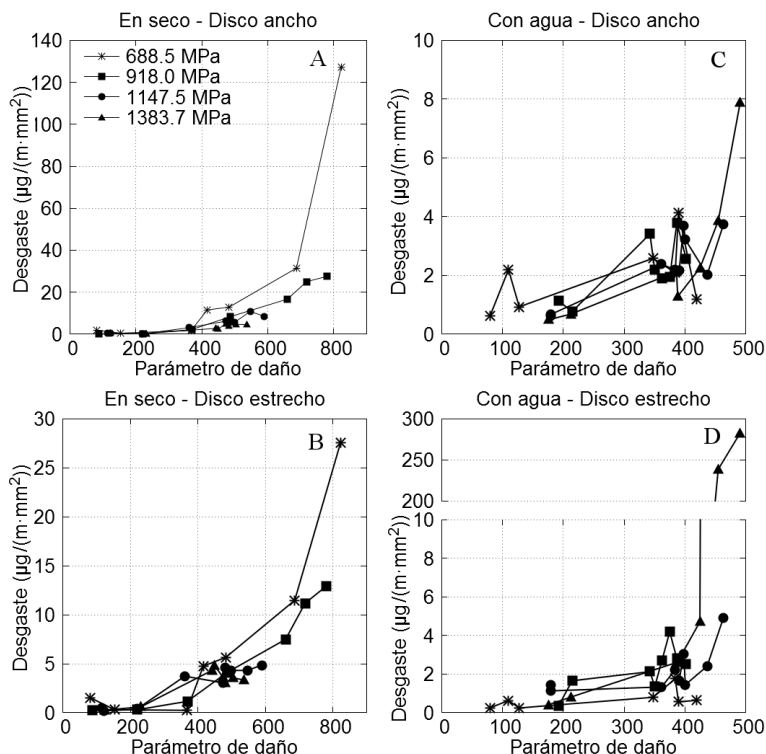 En seco - Disco ancho
A
688.5 MPa
918.0 MPa
1147.5 MPa
1383.7 MPa
Desgaste (µg/(m·mm²))
140
120
100
80
60
40
20
0
0 200 400 600 800
Parámetro de daño
Con agua - Disco ancho
C
Desgaste (µg/(m·mm²))
10
8
6
4
2
0
0 100 200 300 400 500
Parámetro de daño
En seco - Disco estrecho
B
Desgaste (µg/(m·mm²))
30
25
20
15
10
5
0
0 200 400 600 800
Parámetro de daño
Con agua - Disco estrecho
D
Desgaste (µg/(m·mm²))
300
250
200
10
8
6
4
2
0
0 100 200 300 400 500
Parámetro de daño